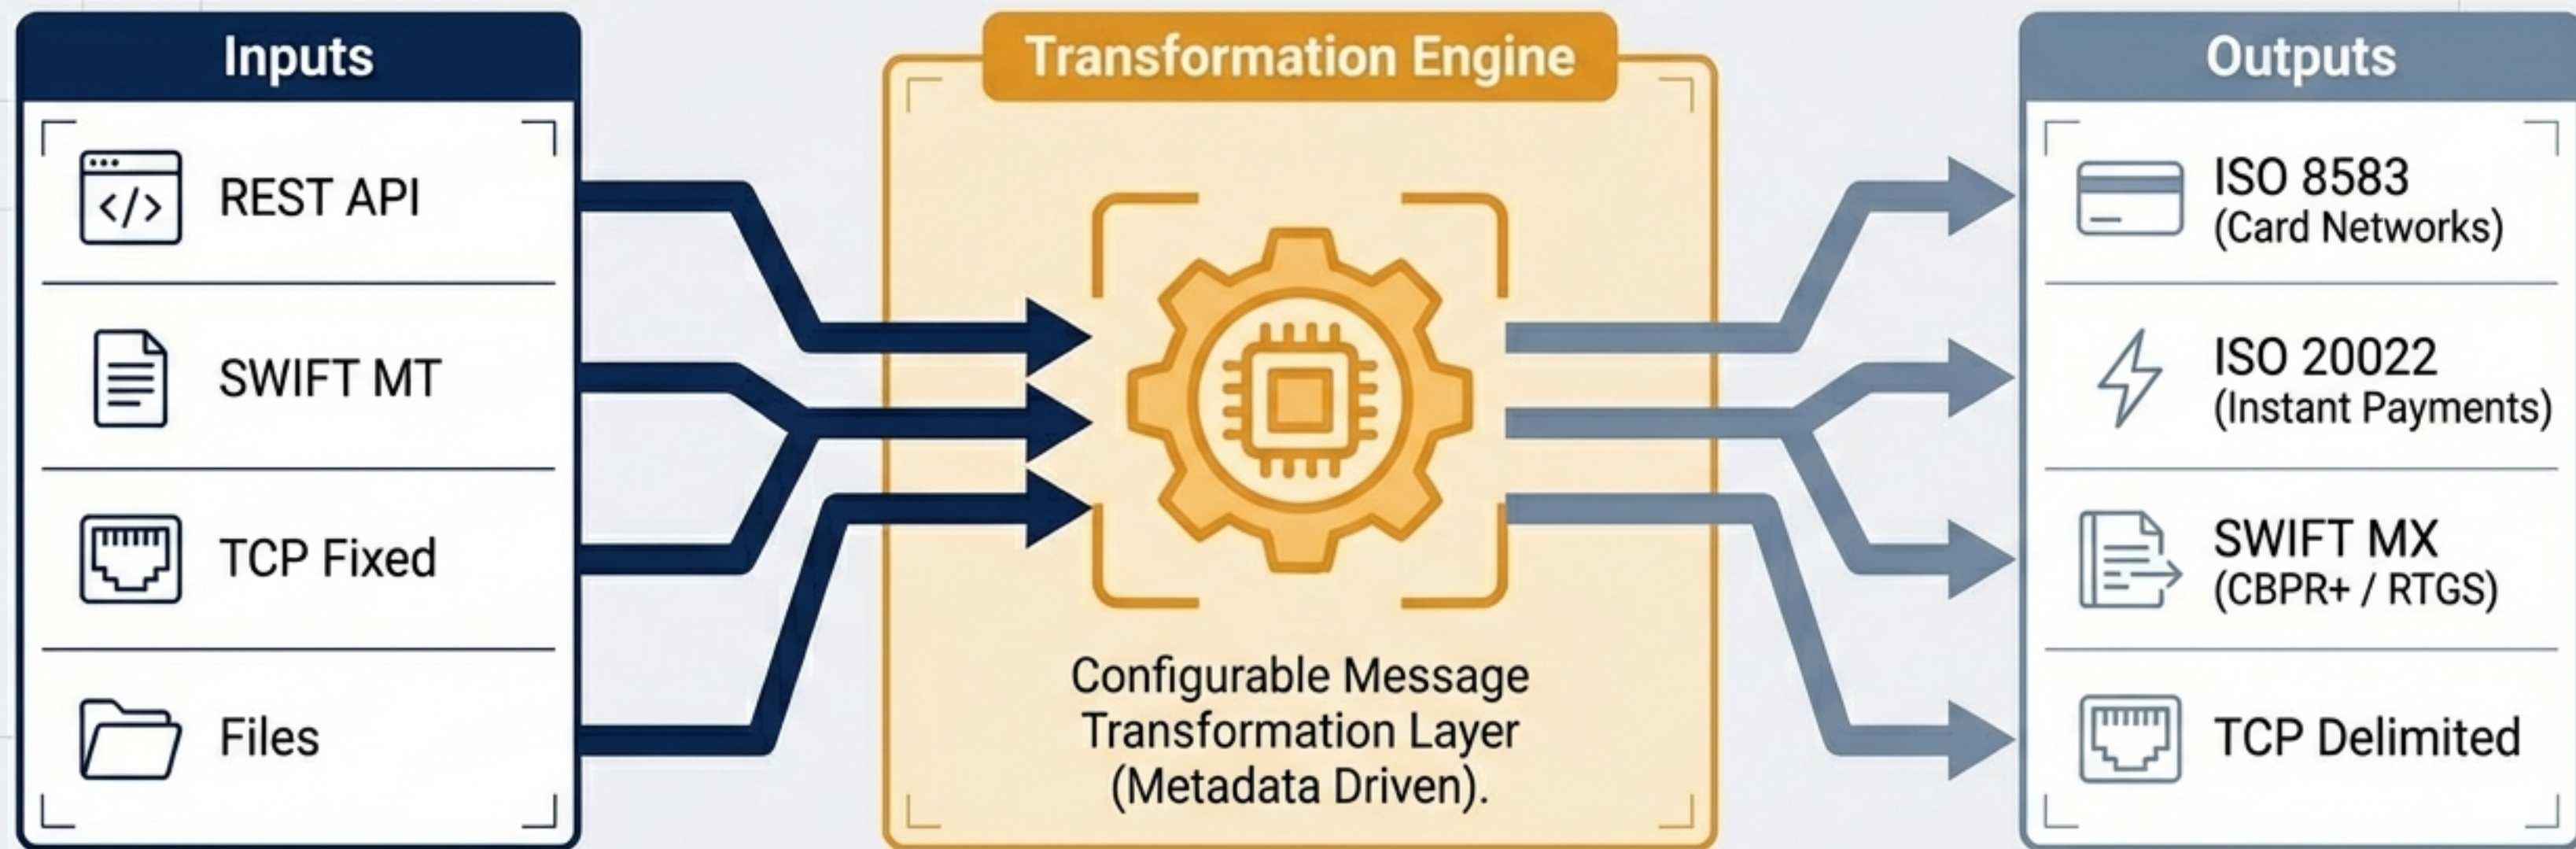 Inputs
REST API
SWIFT MT
TCP Fixed
Files
Transformation Engine
Configurable Message
Transformation Layer
(Metadata Driven).
Outputs
ISO 8583
(Card Networks)
ISO 20022
(Instant Payments)
SWIFT MX
(CBPR+ / RTGS)
TCP Delimited